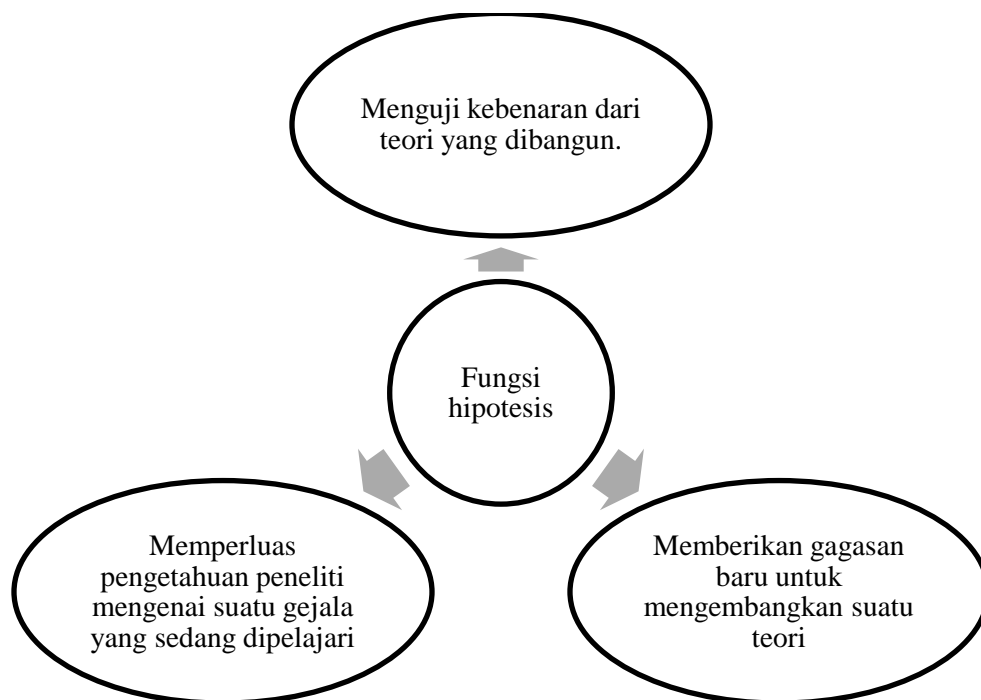 Menguji kebenaran dari
teori yang dibangun.
Fungsi
hipotesis
Memperluas
pengetahuan peneliti
mengenai suatu gejala
yang sedang dipelajari
Memberikan gagasan
baru untuk
mengembangkan suatu
teori